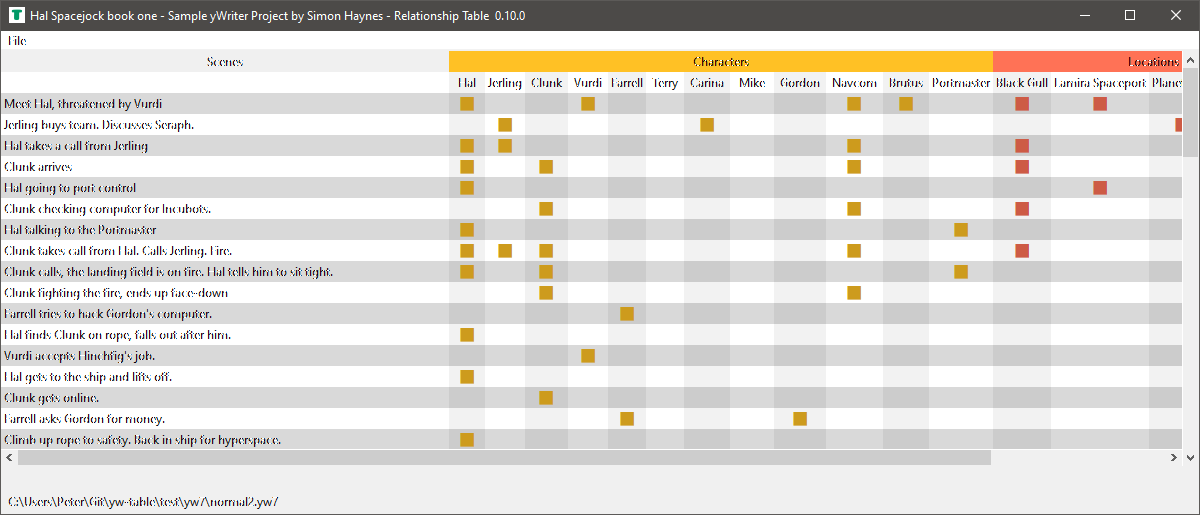 Hal Spacejock book one - Sample yWriter Project by Simon Haynes - Relationship Table 0.10.0
File
Scenes Characters Locations
Hal Jerling Clunk Vurdi Farrell Terry Carina Mike Gordon Navcom Brutus Portmaster Black Gull Lamira Spaceport Plane
Meet Hal, threatened by Vurdi
Jerling buys team. Discusses Seraph.
Hal takes a call from Jerling
Clunk arrives
Hal going to port control
Clunk checking computer for Incubots.
Hal talking to the Portmaster
Clunk takes call from Hal. Calls Jerling. Fire.
Clunk calls, the landing field is on fire. Hal tells him to sit tight.
Clunk fighting the fire, ends up face-down
Farrell tries to hack Gordon's computer.
Hal finds Clunk on rope, falls out after him.
Vurdi accepts Hinchfig's job.
Hal gets to the ship and lifts off.
Clunk gets online.
Farrell asks Gordon for money.
Climb up rope to safety. Back in ship for hyperspace.
C:\Users\Peter\Git\yw-table\test\yw7\normal2.yw7